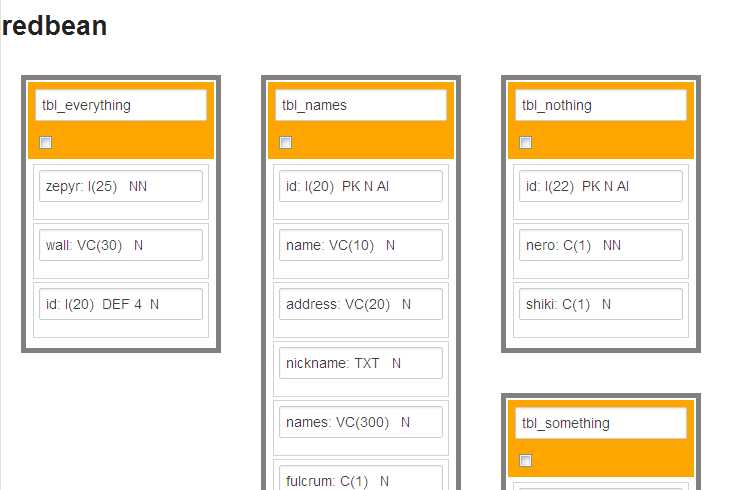 redbean
tbl_everything
zepyr: I(25) NN
wall: VC(30) N
id: I(20) DEF 4 N
tbl_names
id: I(20) PK N AI
name: VC(10) N
address: VC(20) N
nickname: TXT N
names: VC(300) N
fulcrum: C(1) N
tbl_nothing
id: I(22) PK N AI
nero: C(1) NN
shiki: C(1) N
tbl_something